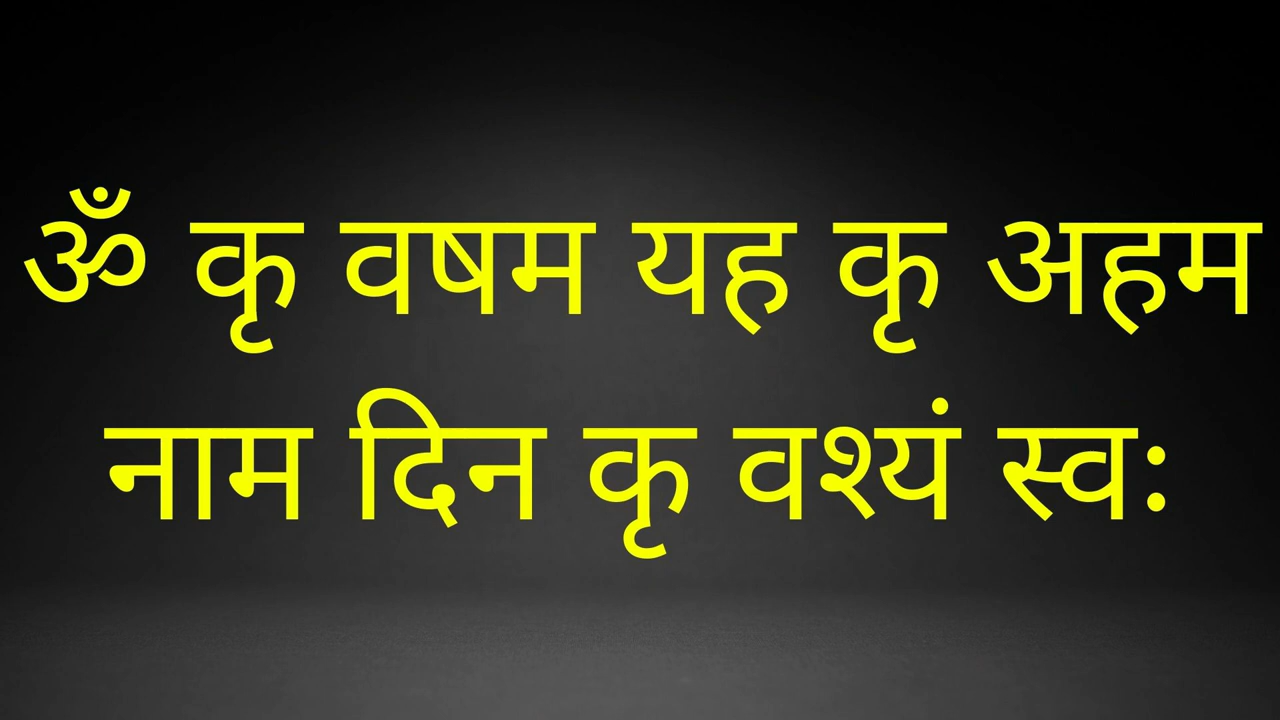 ॐ कृ वषम यह कृ अहम
नाम दिन कृ वश्यं स्वः